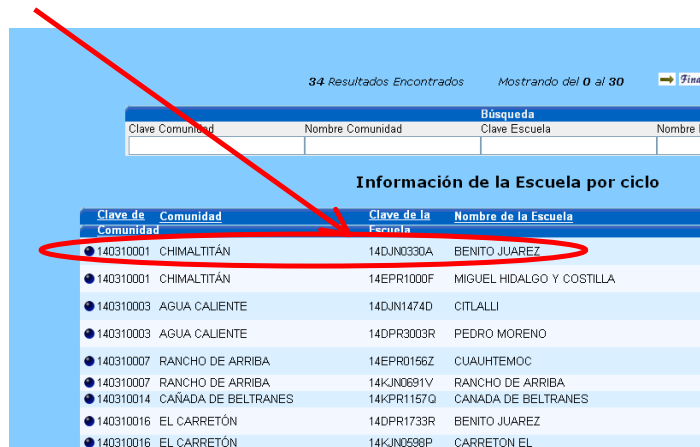 34 Resultados Encontrados Mostrando del 0 al 30
Búsqueda
Clave Comunidad Nombre Comunidad Clave Escuela Nombre
Información de la Escuela por ciclo
Clave de Comunidad Comunidad Clave de la Escuela Nombre de la Escuela
140310001 CHIMALTITÁN 14DJN0330A BENITO JUAREZ
140310001 CHIMALTITÁN 14EPR1000F MIGUEL HIDALGO Y COSTILLA
140310003 AGUA CALIENTE 14DJN1474D CITLALLI
140310003 AGUA CALIENTE 14DPR3003R PEDRO MORENO
140310007 RANCHO DE ARRIBA 14EPR0156Z CUAUHTEMOC
140310007 RANCHO DE ARRIBA 14KJN0691V RANCHO DE ARRIBA
140310014 CAÑADA DE BELTRANES 14KPR1157Q CANADA DE BELTRANES
140310016 EL CARRETÓN 14DPR1733R BENITO JUAREZ
140310016 EL CARRETÓN 14KJN0598P CARRETON EL